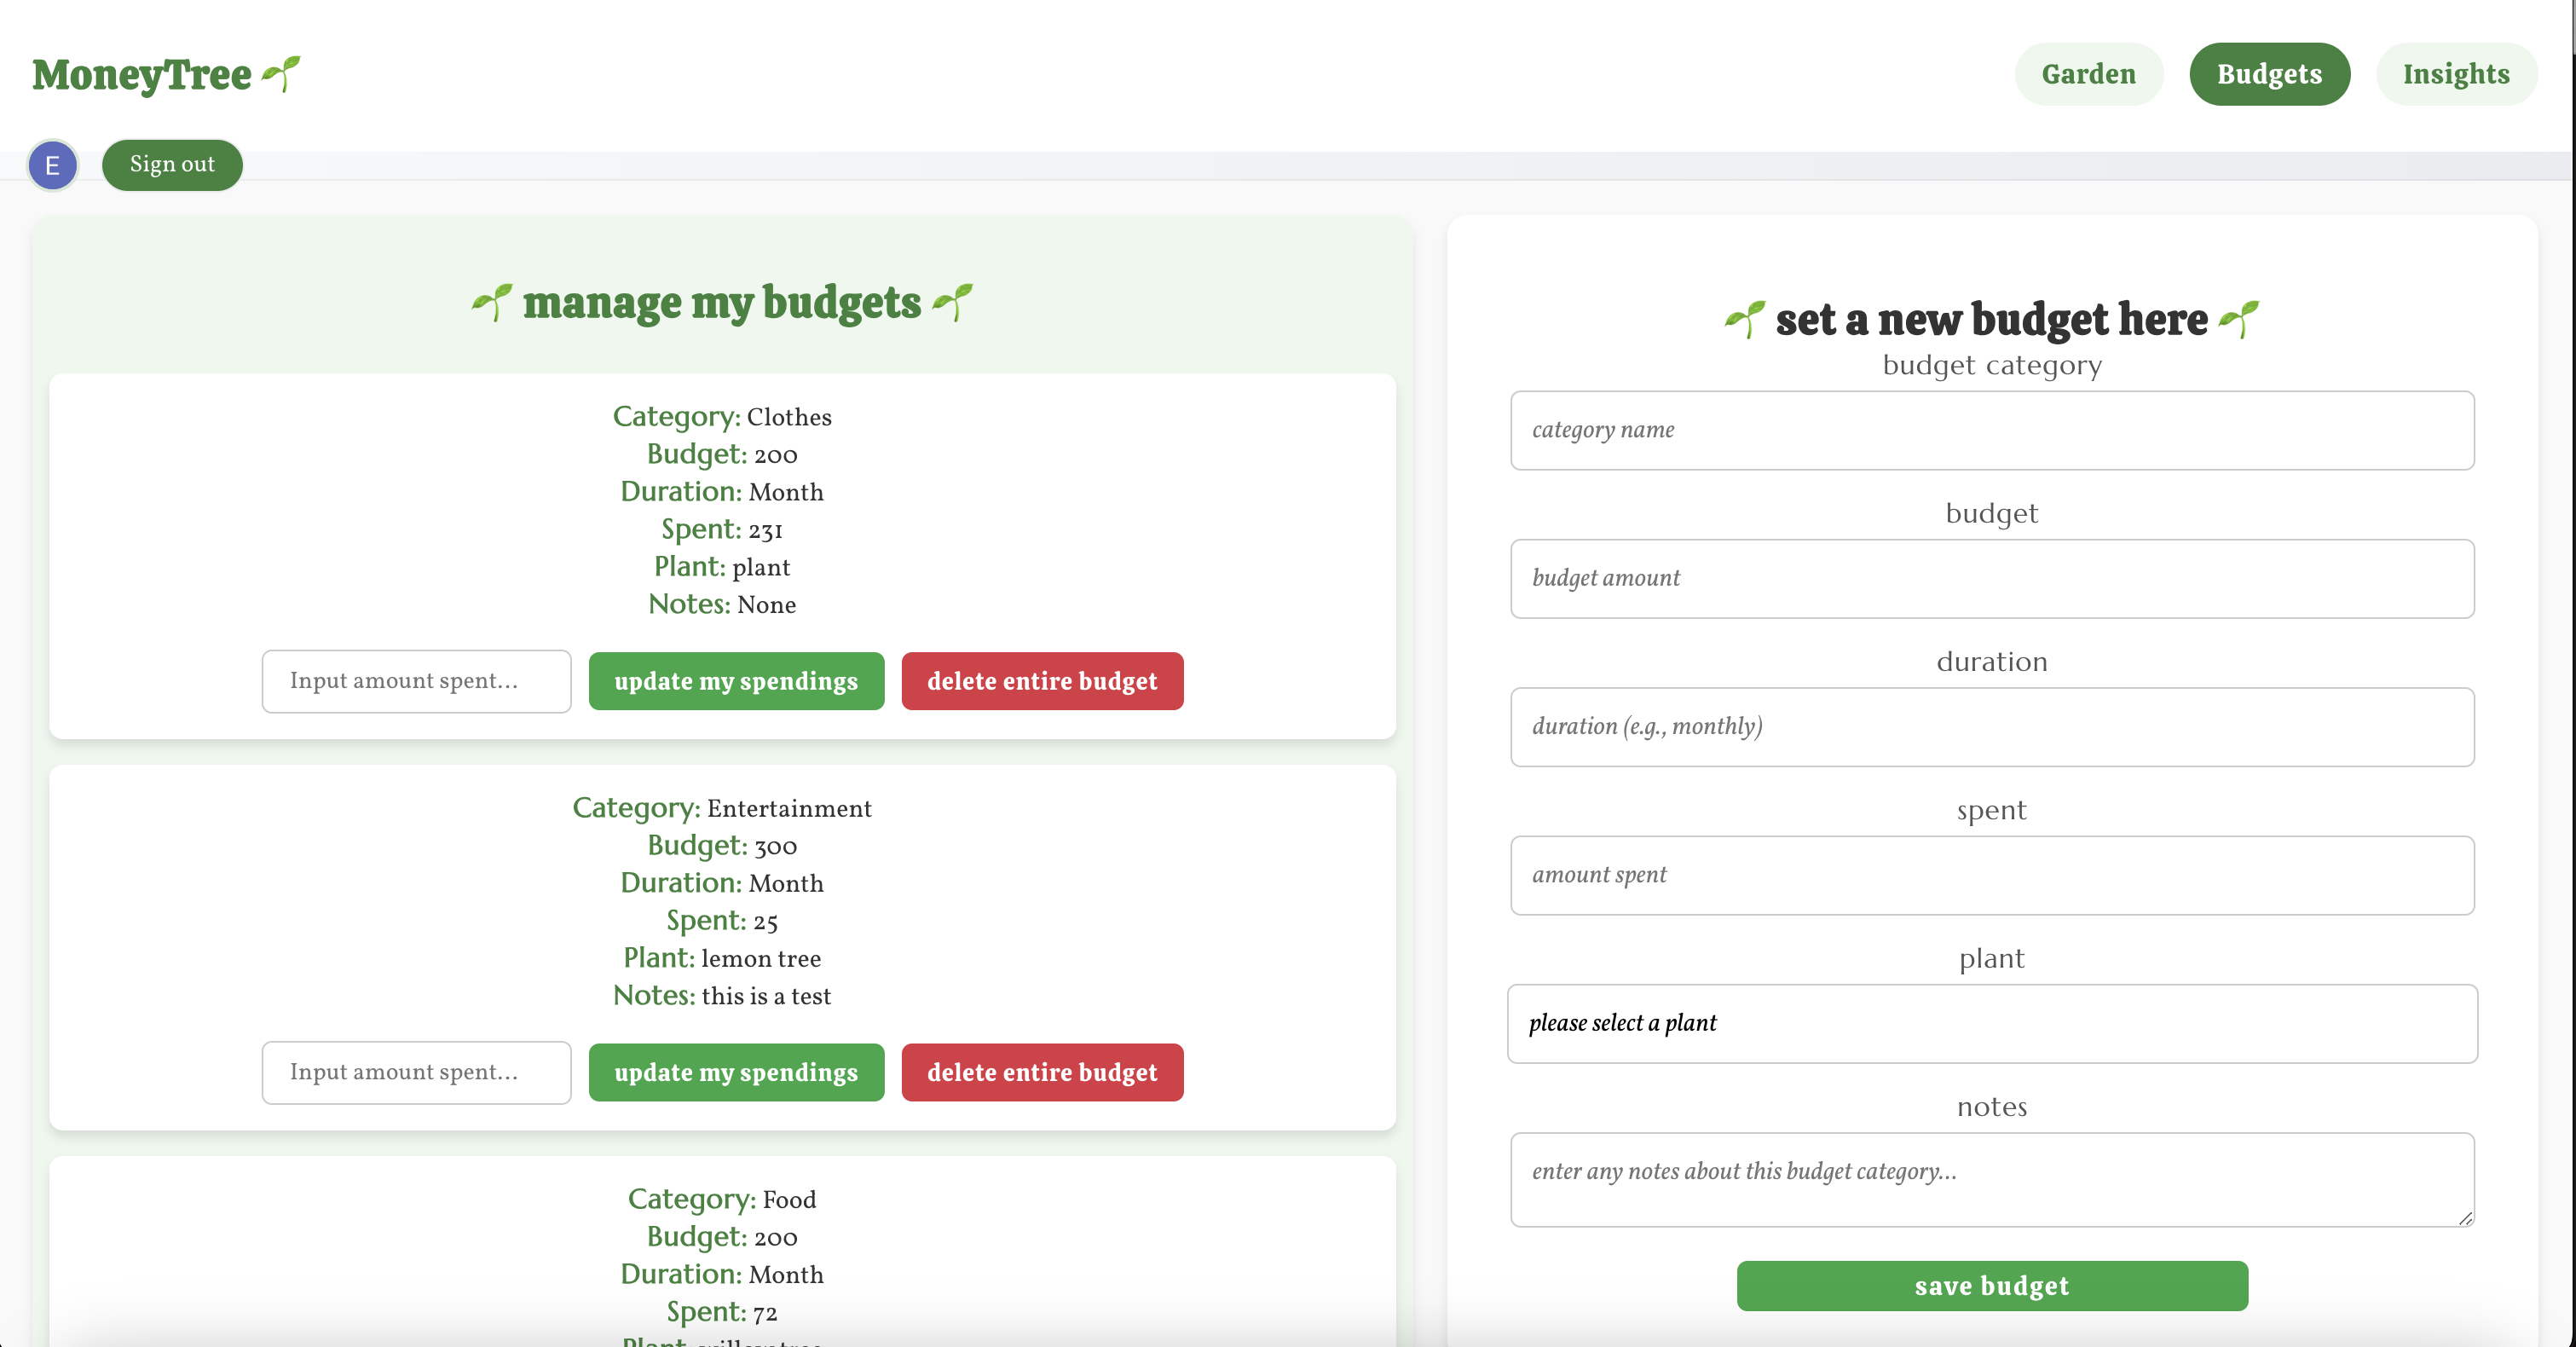 MoneyTree
Garden
Budgets
Insights
E
Sign out
manage my budgets
Category: Clothes
Budget: 200
Duration: Month
Spent: 231
Plant: plant
Notes: None
Input amount spent...
update my spendings
delete entire budget
Category: Entertainment
Budget: 300
Duration: Month
Spent: 25
Plant: lemon tree
Notes: this is a test
Input amount spent...
update my spendings
delete entire budget
Category: Food
Budget: 200
Duration: Month
Spent: 72
set a new budget here
budget category
category name
budget
budget amount
duration
duration (e.g., monthly)
spent
amount spent
plant
please select a plant
notes
enter any notes about this budget category...
save budget